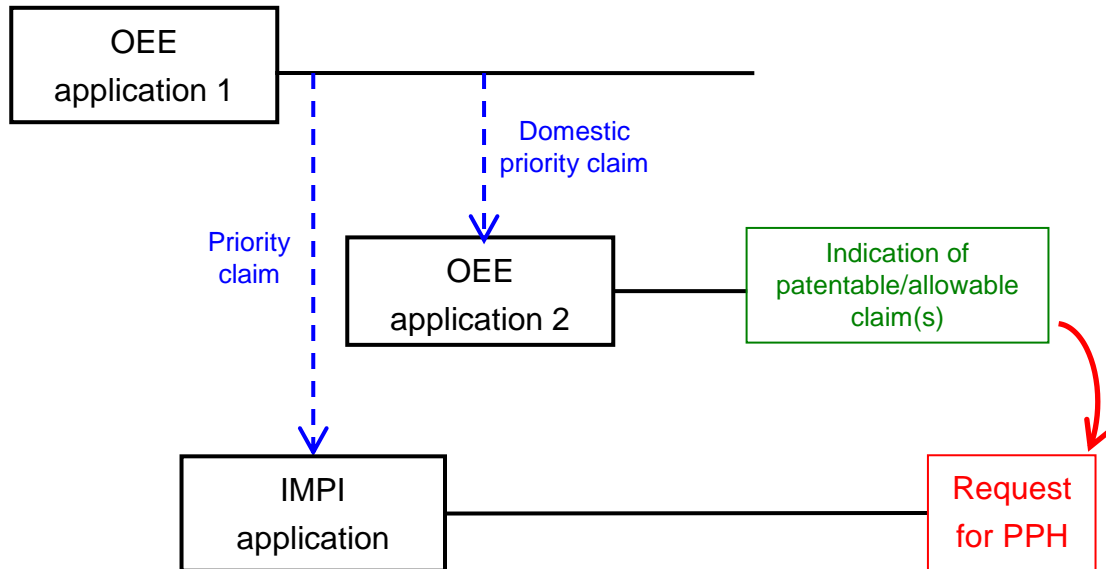 OEE
application 1
Domestic
priority claim
Priority
claim
OEE
application 2
Indication of
patentable/allowable
claim(s)
IMPI
application
Request
for PPH